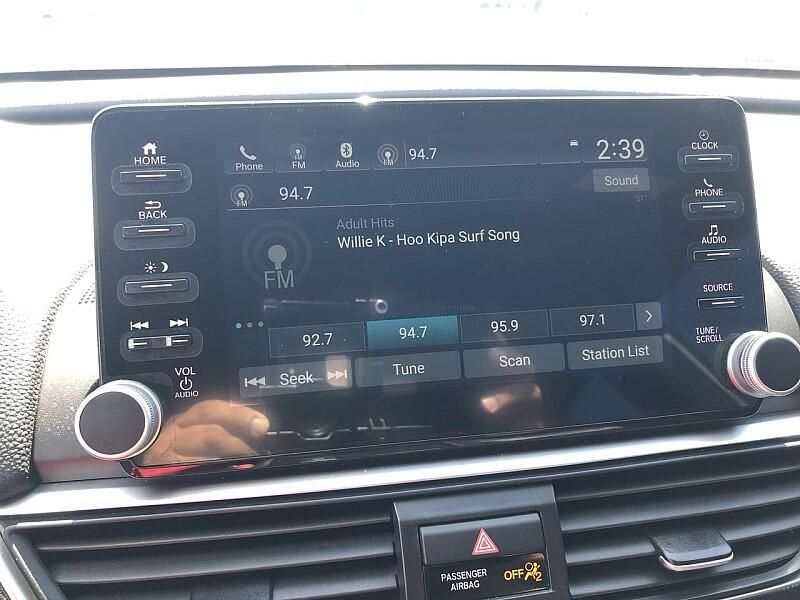 HOME
BACK
VOL
AUDIO
Phone
FM
Audio
FM
94.7
2:39
FM
94.7
Sound
ST
Adult Hits
Willie K - Hoo Kipa Surf Song
FM
92.7
94.7
95.9
97.1
Seek
Tune
Scan
Station List
CLOCK
PHONE
AUDIO
SOURCE
TUNE/
SCROLL
PASSENGER
AIRBAG
OFF
2